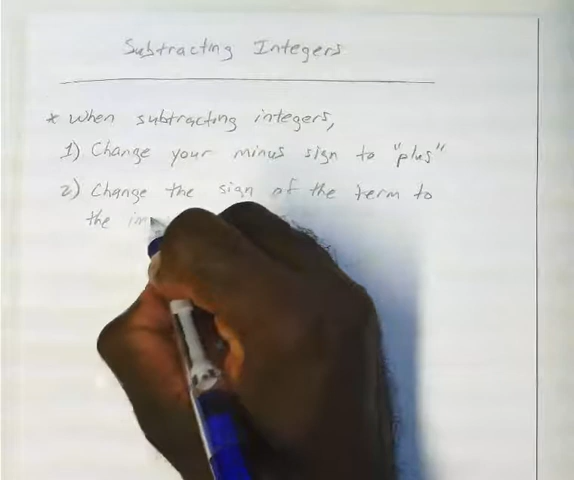 Subtracting Integers
* When subtracting integers,
1) Change your minus sign to "plus"
2) Change the sign of the term to
the